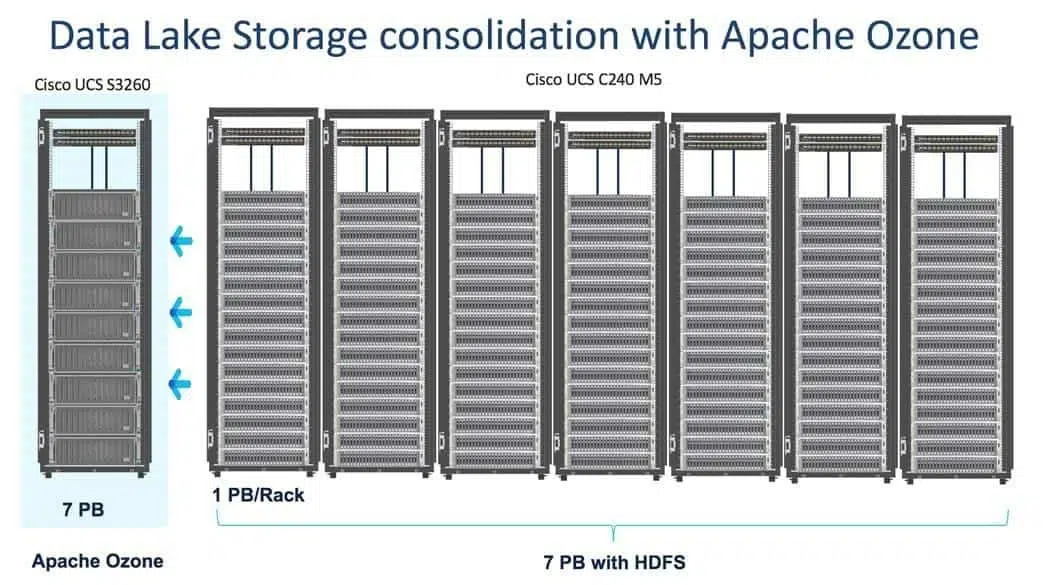 Data Lake Storage consolidation with Apache Ozone
Cisco UCS S3260
Cisco UCS C240 M5
1 PB/Rack
7 PB
Apache Ozone
7 PB with HDFS